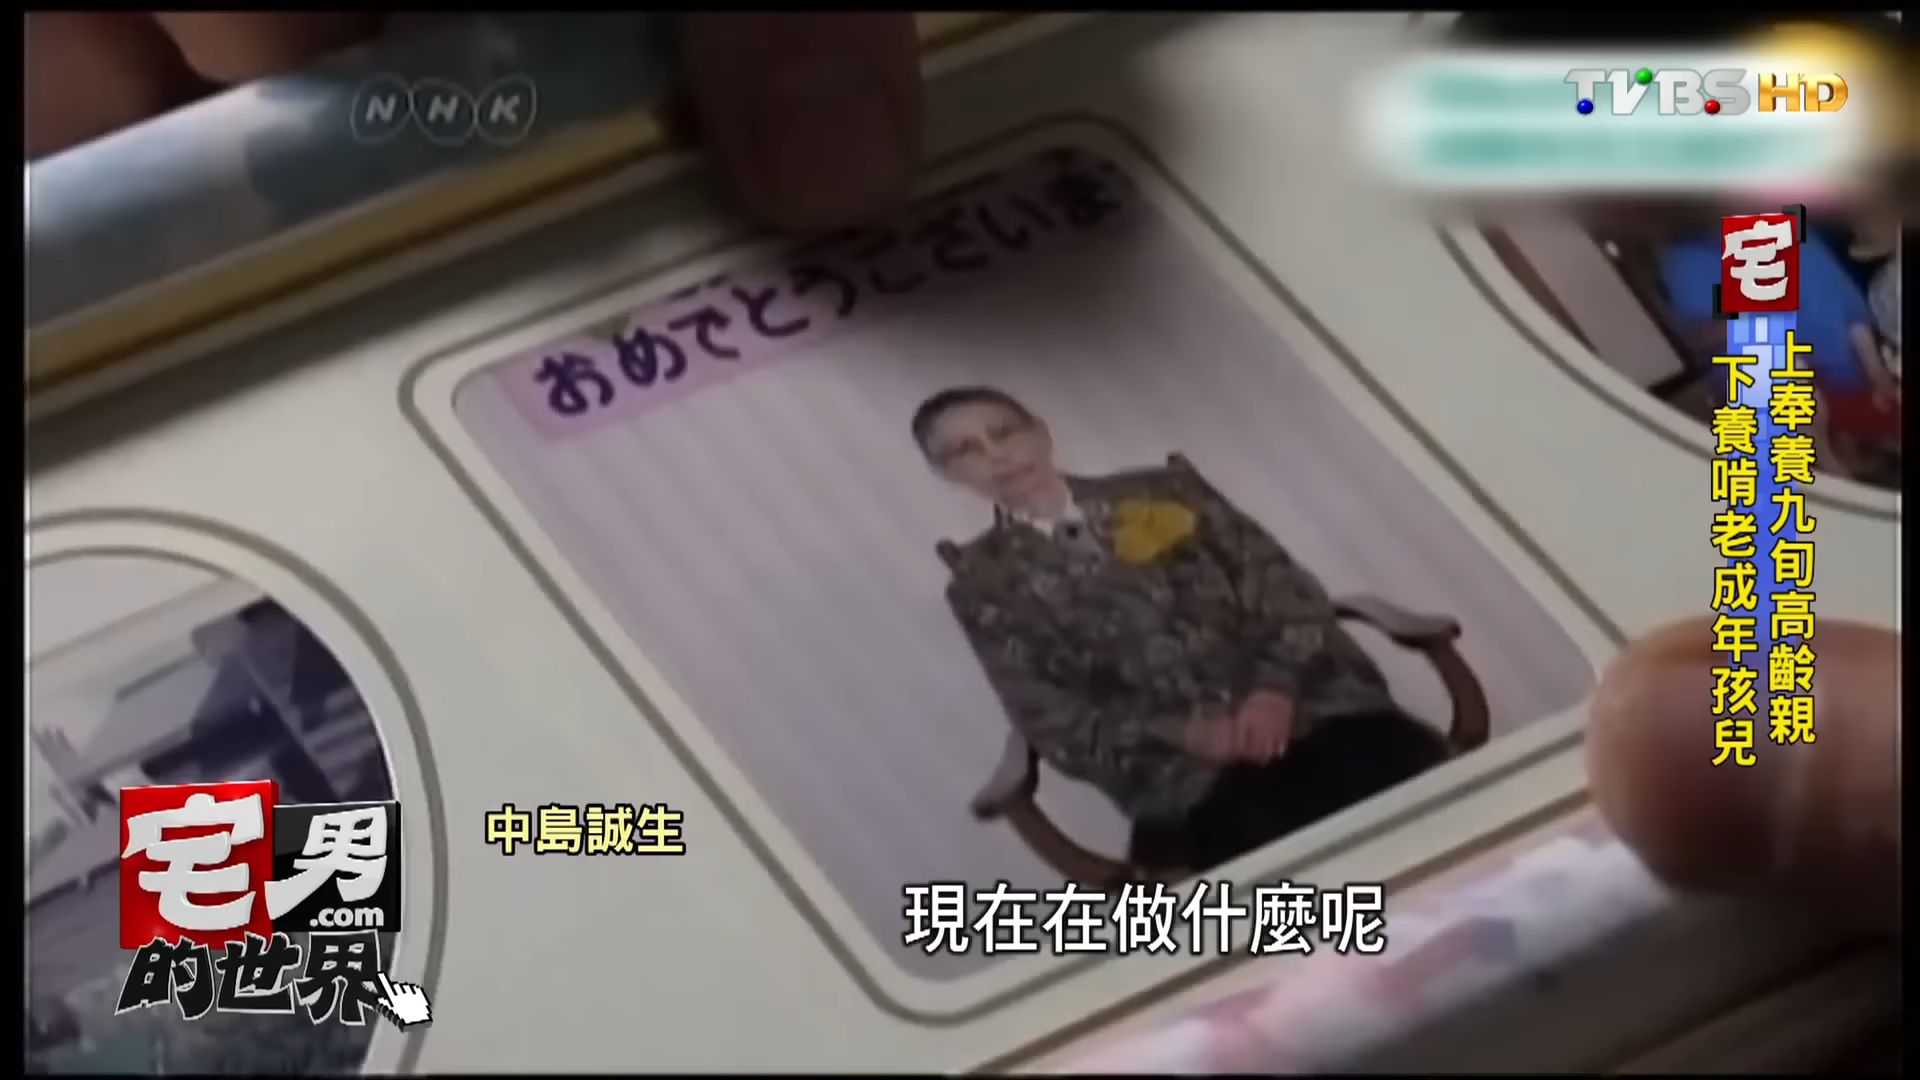 NHK
TVBS HD
おめでとうございま
宅
上奉養九旬高齡親
下養啃老成年孩兒
中島誠生
現在在做什麼呢
宅男
.com
的世界